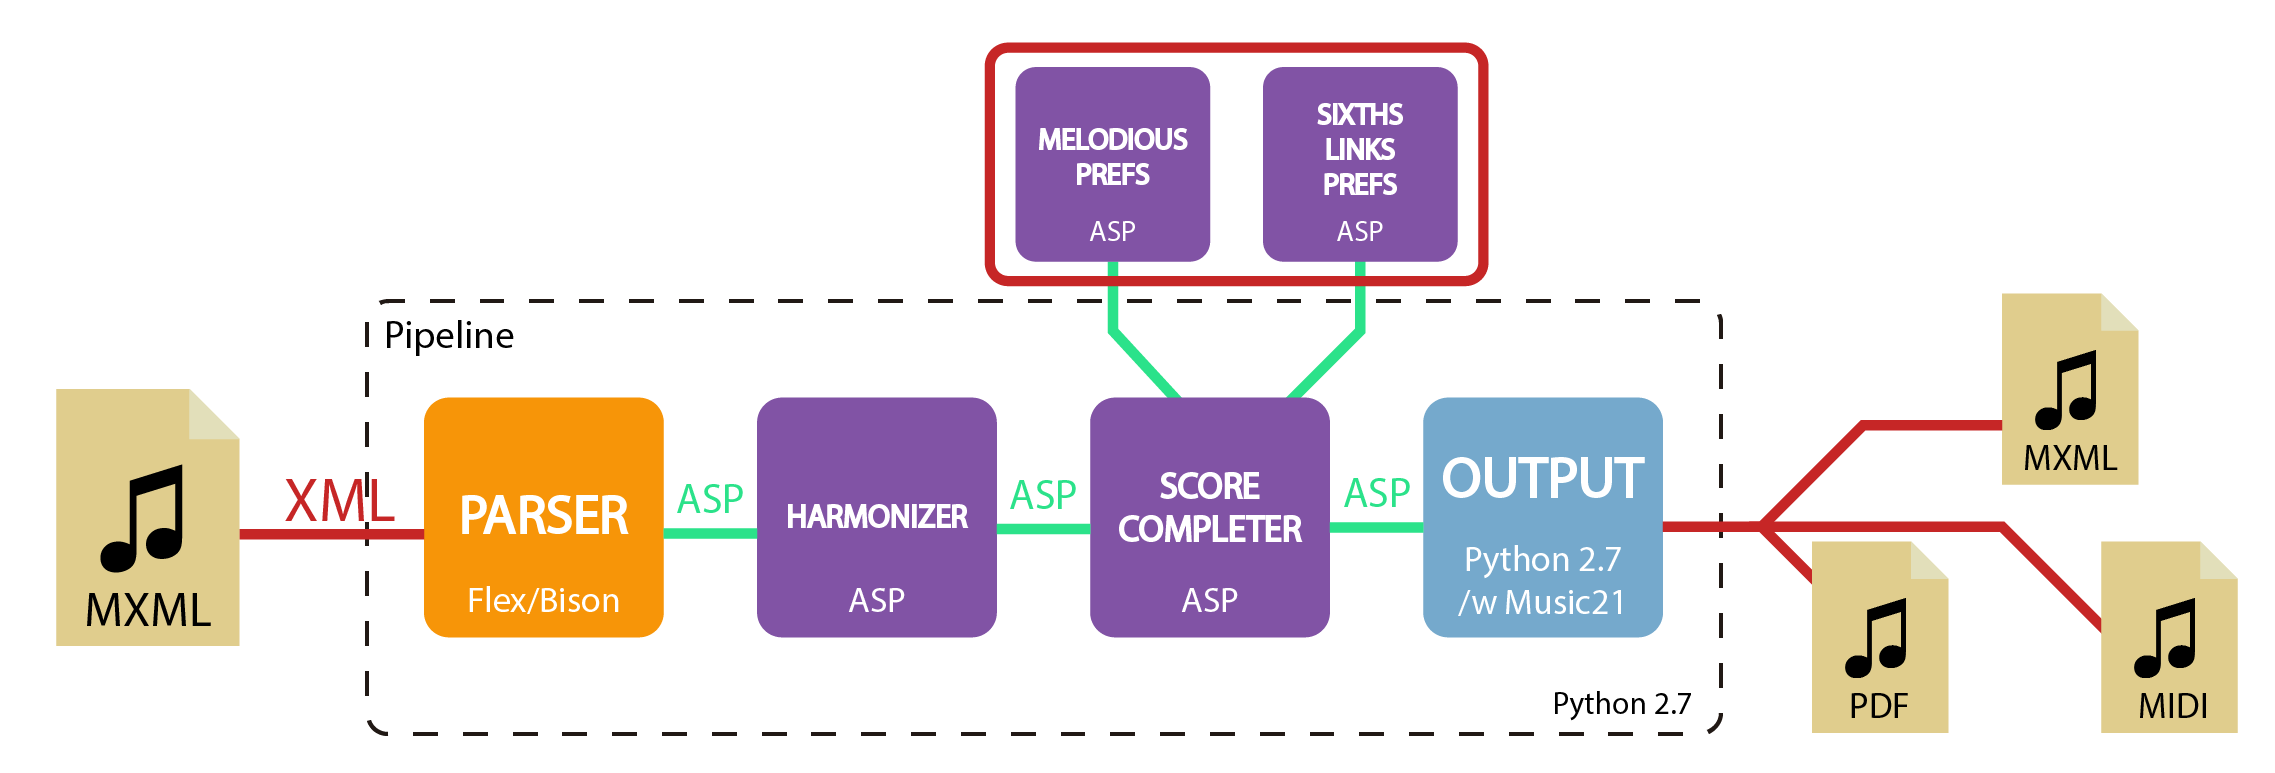 MELODIOUS
PREFS
ASP
SIXTHS
LINKS
PREFS
ASP
Pipeline
MXML
XML
PARSER
Flex/Bison
ASP
HARMONIZER
ASP
ASP
SCORE
COMPLETER
ASP
ASP
OUTPUT
Python 2.7
/w Music21
Python 2.7
MXML
PDF
MIDI